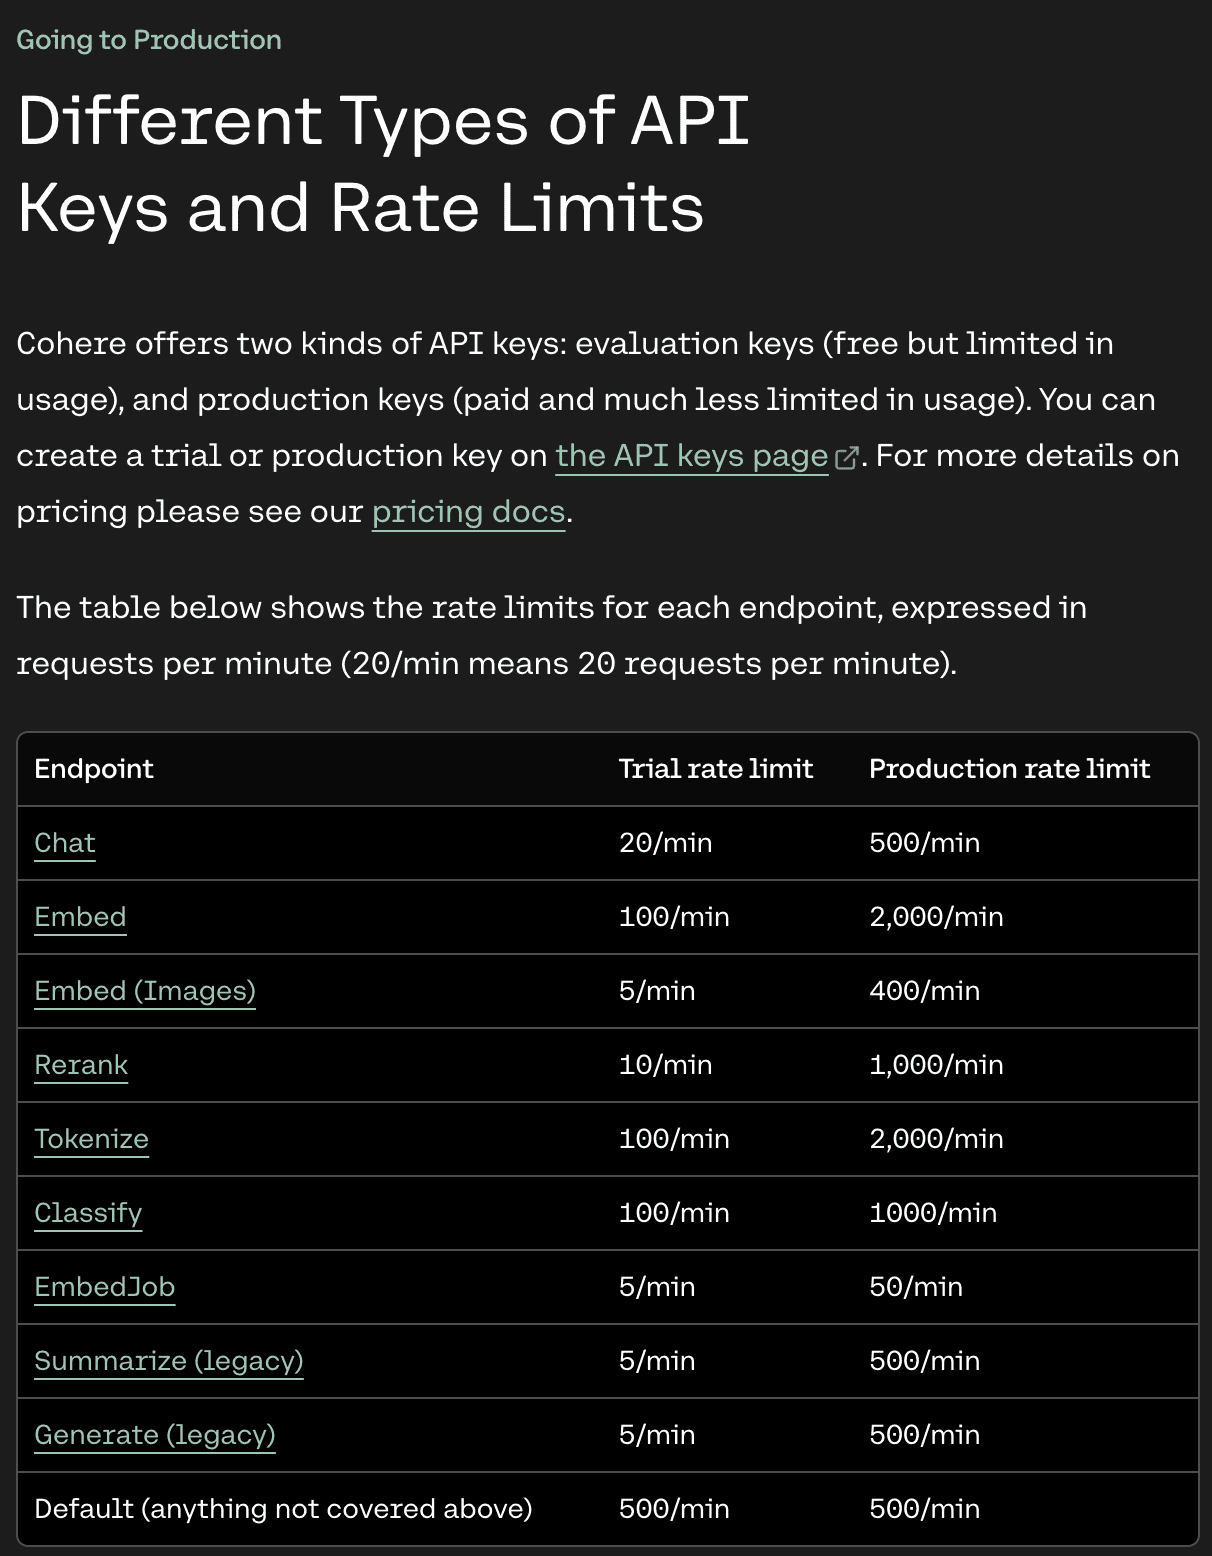 Going to Production
Different Types of API
Keys and Rate Limits
Cohere offers two kinds of API keys: evaluation keys (free but limited in
usage), and production keys (paid and much less limited in usage). You can
create a trial or production key on the API keys page. For more details on
pricing please see our pricing docs.
The table below shows the rate limits for each endpoint, expressed in
requests per minute (20/min means 20 requests per minute).
Endpoint Trial rate limit Production rate limit
Chat 20/min 500/min
Embed 100/min 2,000/min
Embed (Images) 5/min 400/min
Rerank 10/min 1,000/min
Tokenize 100/min 2,000/min
Classify 100/min 1000/min
EmbedJob 5/min 50/min
Summarize (legacy) 5/min 500/min
Generate (legacy) 5/min 500/min
Default (anything not covered above) 500/min 500/min